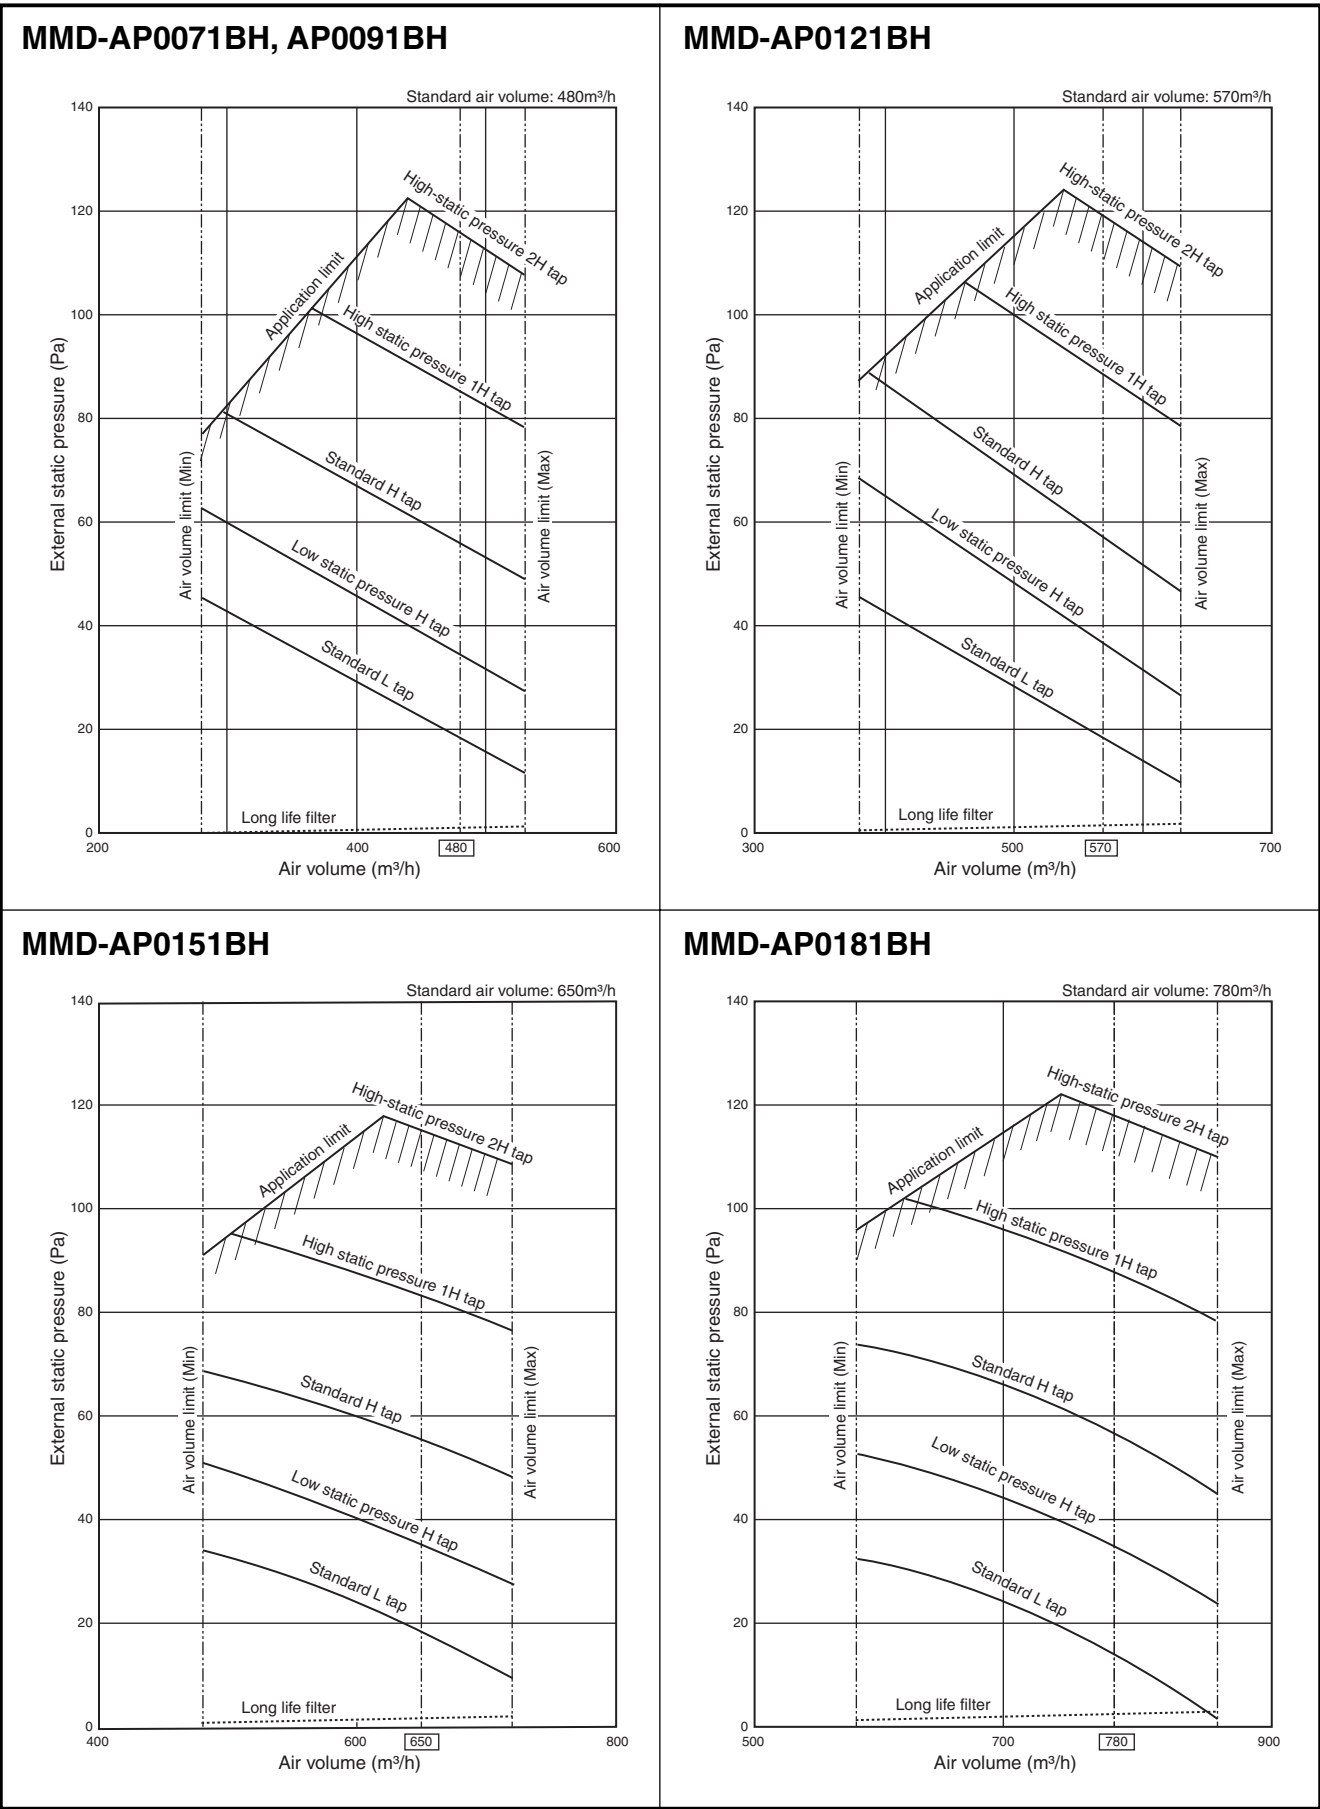 MMD-AP0071BH, AP0091BH
Standard air volume: 480m³/h
External static pressure (Pa)
140
120
100
80
60
40
20
0
200
400
480
600
Air volume (m³/h)
Air volume limit (Min)
Air volume limit (Max)
Application limit
High-static pressure 2H tap
High static pressure 1H tap
Standard H tap
Low static pressure H tap
Standard L tap
Long life filter
MMD-AP0121BH
Standard air volume: 570m³/h
External static pressure (Pa)
140
120
100
80
60
40
20
0
300
500
570
700
Air volume (m³/h)
Air volume limit (Min)
Air volume limit (Max)
Application limit
High-static pressure 2H tap
High static pressure 1H tap
Standard H tap
Low static pressure H tap
Standard L tap
Long life filter
MMD-AP0151BH
Standard air volume: 650m³/h
External static pressure (Pa)
140
120
100
80
60
40
20
0
400
600
650
800
Air volume (m³/h)
Air volume limit (Min)
Air volume limit (Max)
Application limit
High-static pressure 2H tap
High static pressure 1H tap
Standard H tap
Low static pressure H tap
Standard L tap
Long life filter
MMD-AP0181BH
Standard air volume: 780m³/h
External static pressure (Pa)
140
120
100
80
60
40
20
0
500
700
780
900
Air volume (m³/h)
Air volume limit (Min)
Air volume limit (Max)
Application limit
High-static pressure 2H tap
High static pressure 1H tap
Standard H tap
Low static pressure H tap
Standard L tap
Long life filter